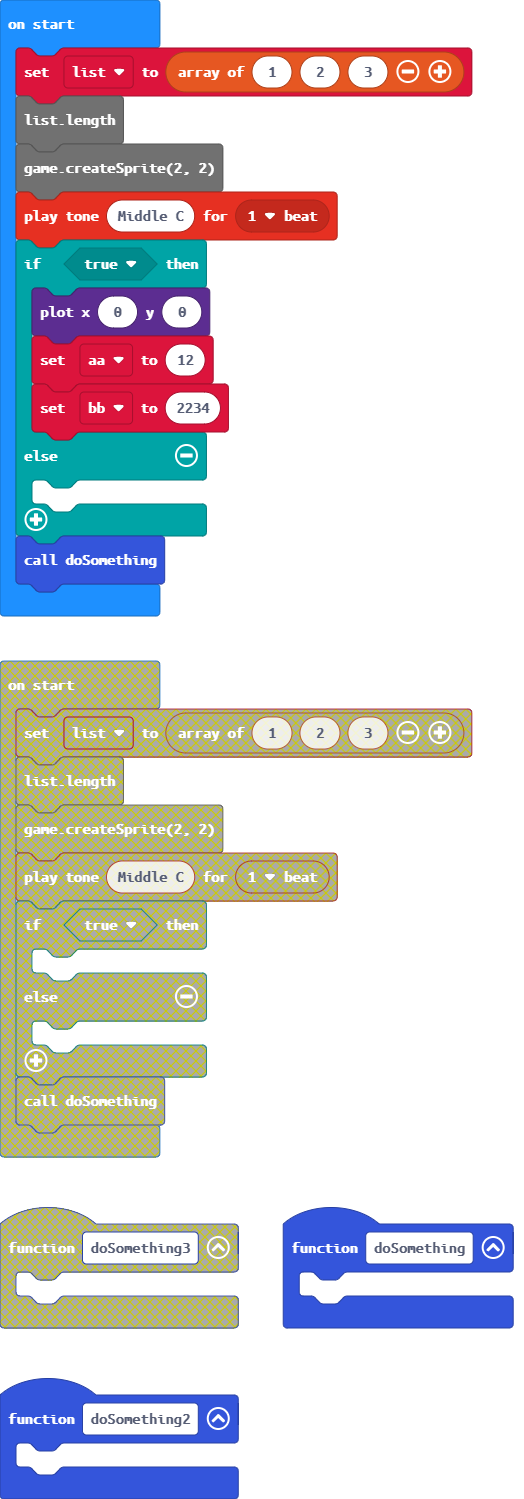 on start
set list to array of 1 2 3
list.length
game.createSprite(2, 2)
play tone Middle C for 1 beat
if true then
plot x 0 y 0
set aa to 12
set bb to 2234
else
call doSomething
on start
set list to array of 1 2 3
list.length
game.createSprite(2, 2)
play tone Middle C for 1 beat
if true then
else
call doSomething
function doSomething3
function doSomething
function doSomething2